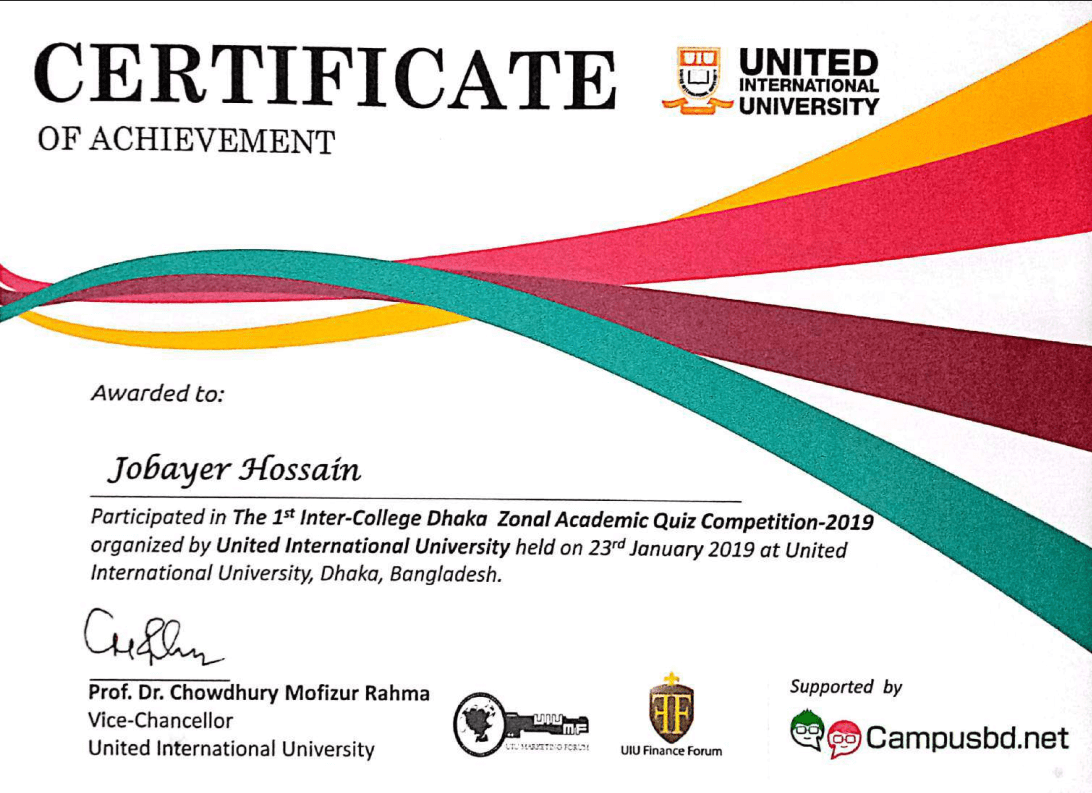 CERTIFICATE
OF ACHIEVEMENT
UIU
UNITED
INTERNATIONAL
UNIVERSITY
Awarded to:
Jobayer Hossain
Participated in The 1st Inter-College Dhaka Zonal Academic Quiz Competition-2019
organized by United International University held on 23rd January 2019 at United
International University, Dhaka, Bangladesh.
Prof. Dr. Chowdhury Mofizur Rahma
Vice-Chancellor
United International University
UIU
MF
UIU MARKETING FORUM
UIU Finance Forum
Supported by
Campusbd.net